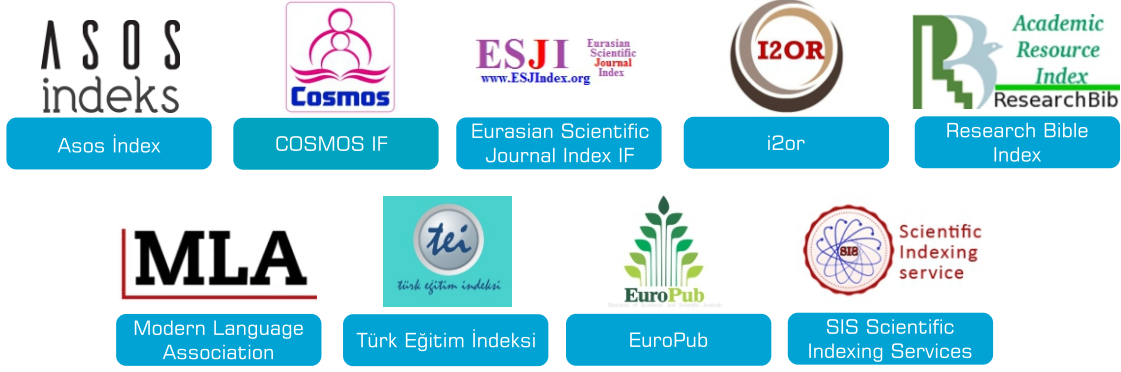 ASOS
indeks
Cosmos
ESJI
Eurasian
Scientific
Journal
Index
www.ESJIndex.org
I2OR
Academic
Resource
Index
ResearchBib
Asos İndex
COSMOS IF
Eurasian Scientific
Journal Index IF
i2or
Research Bible
Index
MLA
tei
türk eğitim indeksi
EuroPub
SIS
Scientific
Indexing
service
Modern Language
Association
Türk Eğitim İndeksi
EuroPub
SIS Scientific
Indexing Services